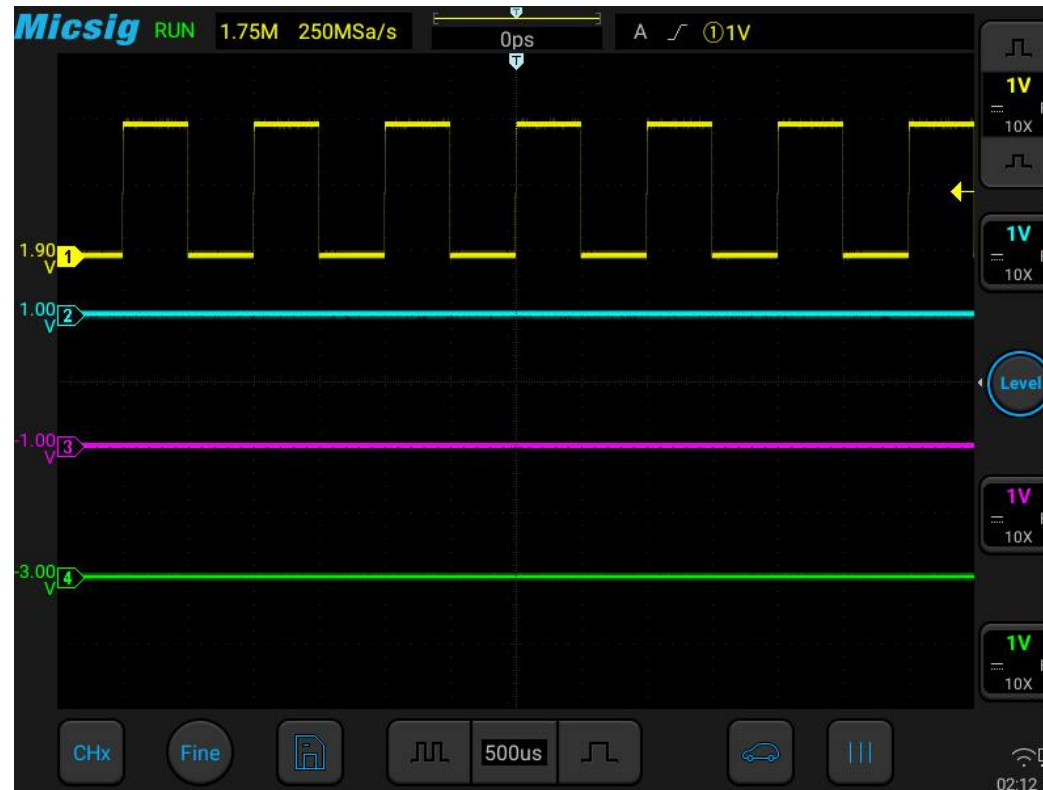 Micsig RUN 1.75M 250MSa/s 0ps A ①1V
T
T
1V
10X
1.90
V
1
1V
10X
1.00
V
2
Level
-1.00
V
3
1V
10X
-3.00
V
4
1V
10X
CHx Fine 500us
02:12